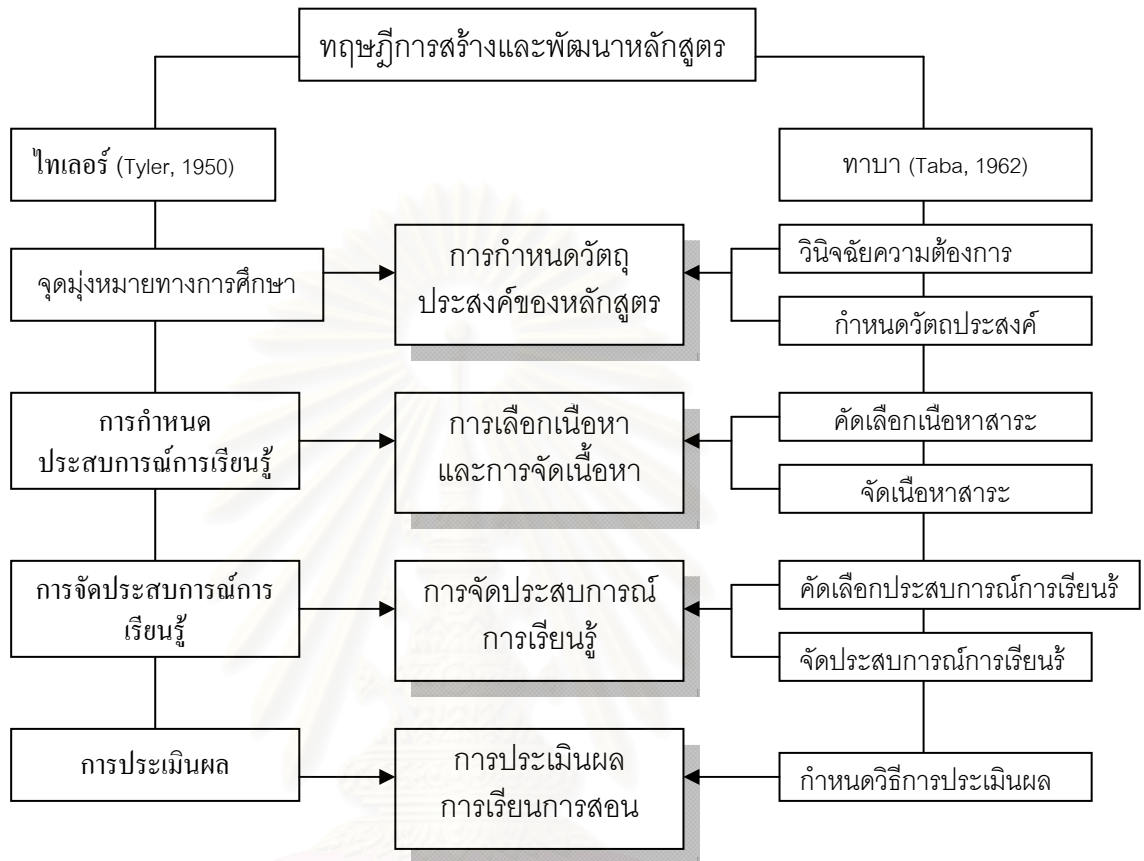 ทฤษฎีการสร้างและพัฒนาหลักสูตร
ไทเลอร์ (Tyler, 1950)
ทาบา (Taba, 1962)
จุดมุ่งหมายทางการศึกษา
การกำหนดวัตถุ
ประสงค์ของหลักสูตร
วินิจฉัยความต้องการ
กำหนดวัตถประสงค์
การกำหนด
ประสบการณ์การเรียนรู้
การเลือกเนื้อหา
และการจัดเนื้อหา
คัดเลือกเนื้อหาสาระ
จัดเนื้อหาสาระ
การจัดประสบการณ์การ
เรียนรู้
การจัดประสบการณ์
การเรียนรู้
คัดเลือกประสบการณ์การเรียนร้
จัดประสบการณ์การเรียนร้
การประเมินผล
การประเมินผล
การเรียนการสอน
กำหนดวิธีการประเมินผล